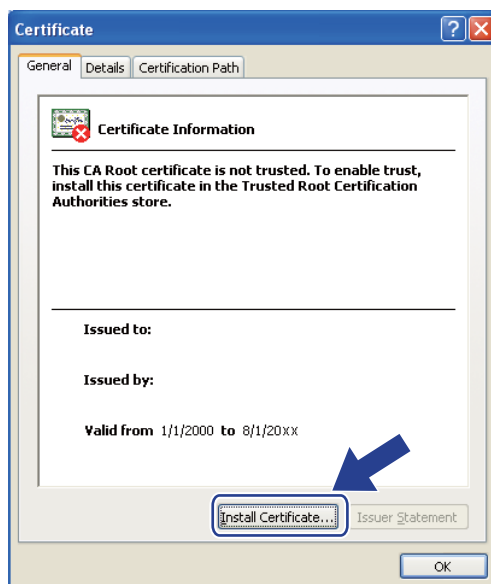 Certificate
General Details Certification Path
Certificate Information
This CA Root certificate is not trusted. To enable trust,
install this certificate in the Trusted Root Certification
Authorities store.
Issued to:
Issued by:
Valid from 1/1/2000 to 8/1/20XX
Install Certificate... Issuer Statement
OK